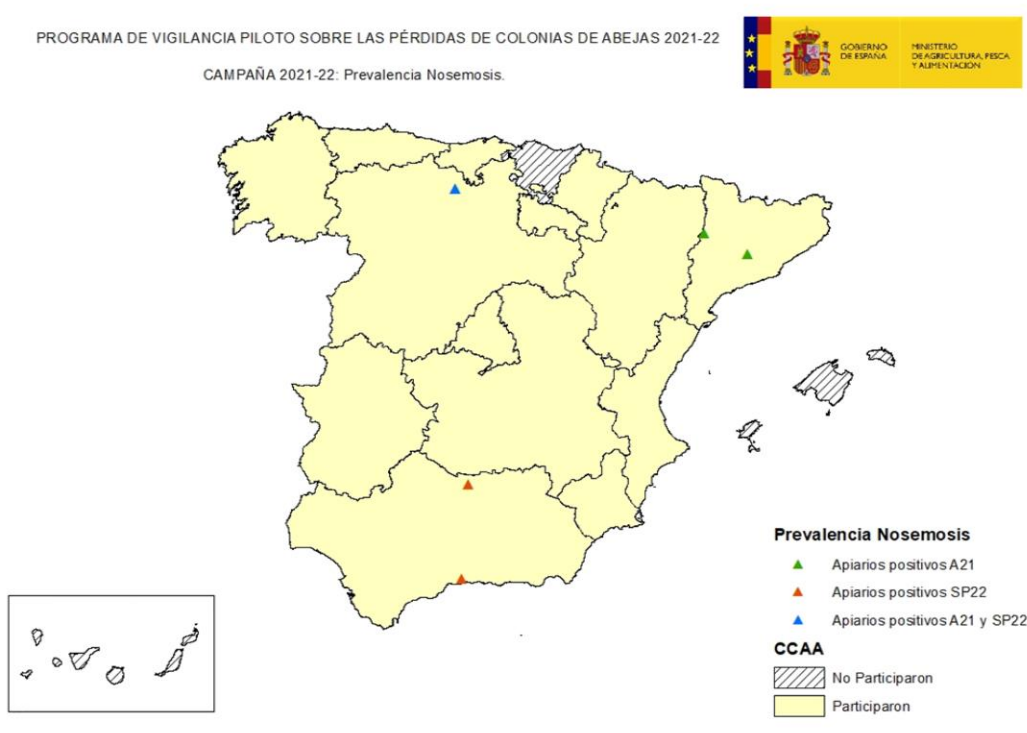 PROGRAMA DE VIGILANCIA PILOTO SOBRE LAS PÉRDIDAS DE COLONIAS DE ABEJAS 2021-22
CAMPAÑA 2021-22: Prevalencia Nosemosis.
GOBIERNO
DE ESPAÑA
MINISTERIO
DE AGRICULTURA, PESCA
Y ALIMENTACIÓN
Prevalencia Nosemosis
Apiarios positivos A21
Apiarios positivos SP22
Apiarios positivos A21 y SP22
CCAA
No Participaron
Participaron